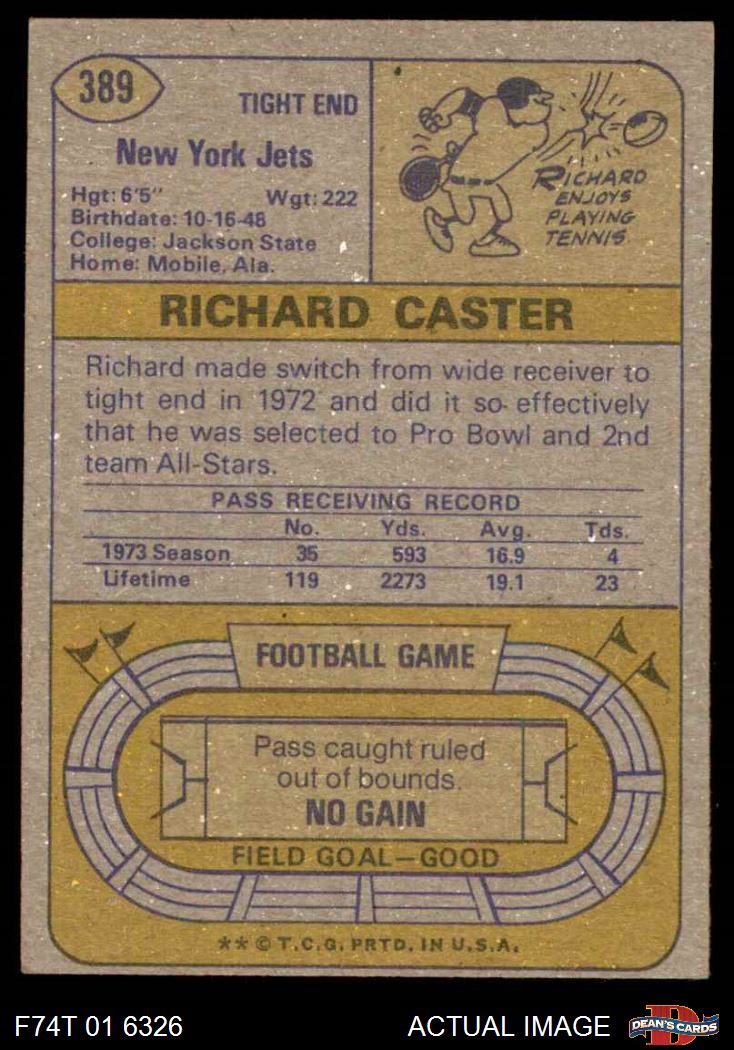 389
TIGHT END
New York Jets
Hgt: 6'5" Wgt: 222
Birthdate: 10-16-48
College: Jackson State
Home: Mobile, Ala.
RICHARD
ENJOYS
PLAYING
TENNIS.
RICHARD CASTER
Richard made switch from wide receiver to
tight end in 1972 and did it so effectively
that he was selected to Pro Bowl and 2nd
team All-Stars.
PASS RECEIVING RECORD
No. Yds. Avg. Tds.
1973 Season 35 593 16.9 4
Lifetime 119 2273 19.1 23
FOOTBALL GAME
Pass caught ruled
out of bounds.
NO GAIN
FIELD GOAL—GOOD
** © T.C.G. PRTD. IN U.S.A.
F74T 01 6326 ACTUAL IMAGE
DEAN'S CARDS